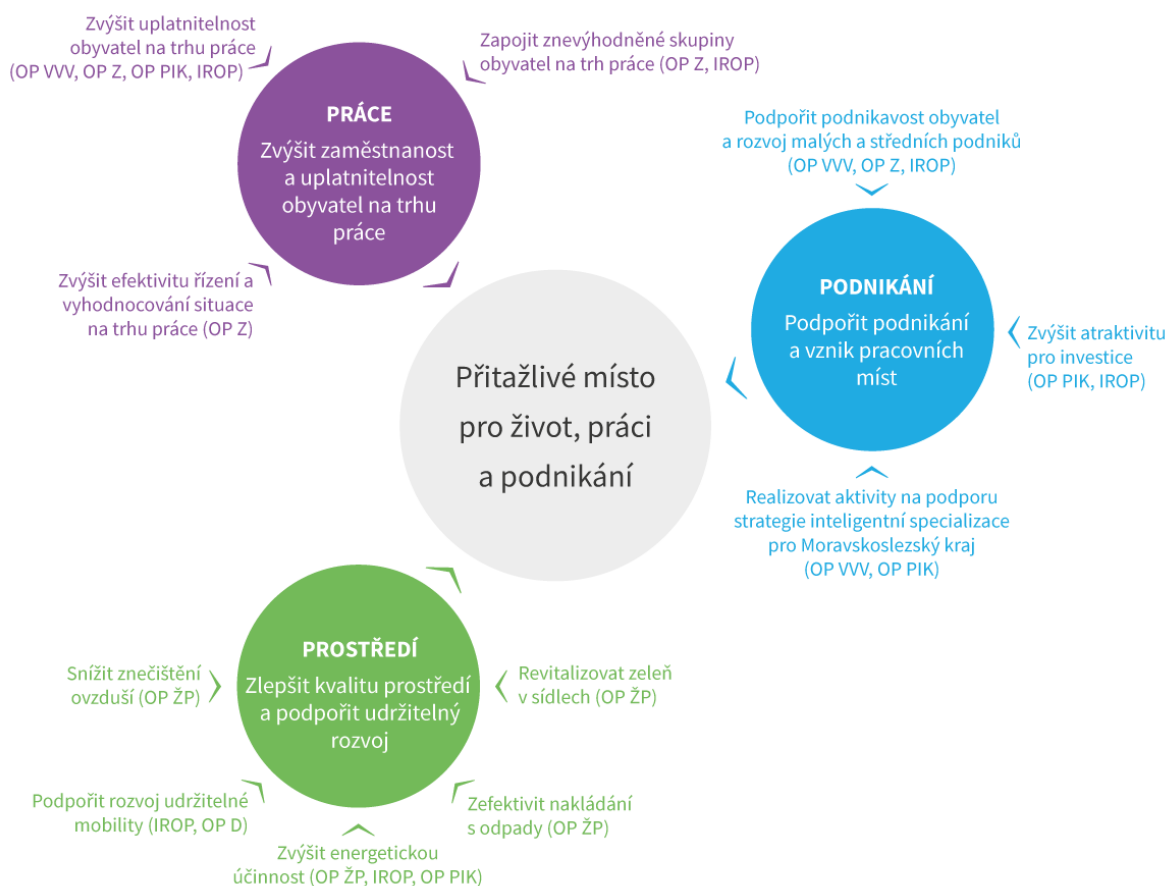 Zvýšit uplatnitelnost
obyvatel na trhu práce
(OP VVV, OP Z, OP PIK, IROP)
Zapojit znevýhodněné skupiny
obyvatel na trh práce (OP Z, IROP)
PRÁCE
Zvýšit zaměstnanost
a uplatnitelnost
obyvatel na trhu
práce
Zvýšit efektivitu řízení a
vyhodnocování situace
na trhu práce (OP Z)
Podpořit podnikavost obyvatel
a rozvoj malých a středních podniků
(OP VVV, OP Z, IROP)
PODNIKÁNÍ
Podpořit podnikání
a vznik pracovních
míst
Zvýšit atraktivitu
pro investice
(OP PIK, IROP)
Realizovat aktivity na podporu
strategie inteligentní specializace
pro Moravskoslezský kraj
(OP VVV, OP PIK)
Přitažlivé místo
pro život, práci
a podnikání
PROSTŘEDÍ
Zlepšit kvalitu prostředí
a podpořit udržitelný
rozvoj
Snížit znečištění
ovzduší (OP ŽP)
Revitalizovat zeleň
v sídlech (OP ŽP)
Podpořit rozvoj udržitelné
mobility (IROP, OP D)
Zefektivit nakládání
s odpady (OP ŽP)
Zvýšit energetickou
účinnost (OP ŽP, IROP, OP PIK)